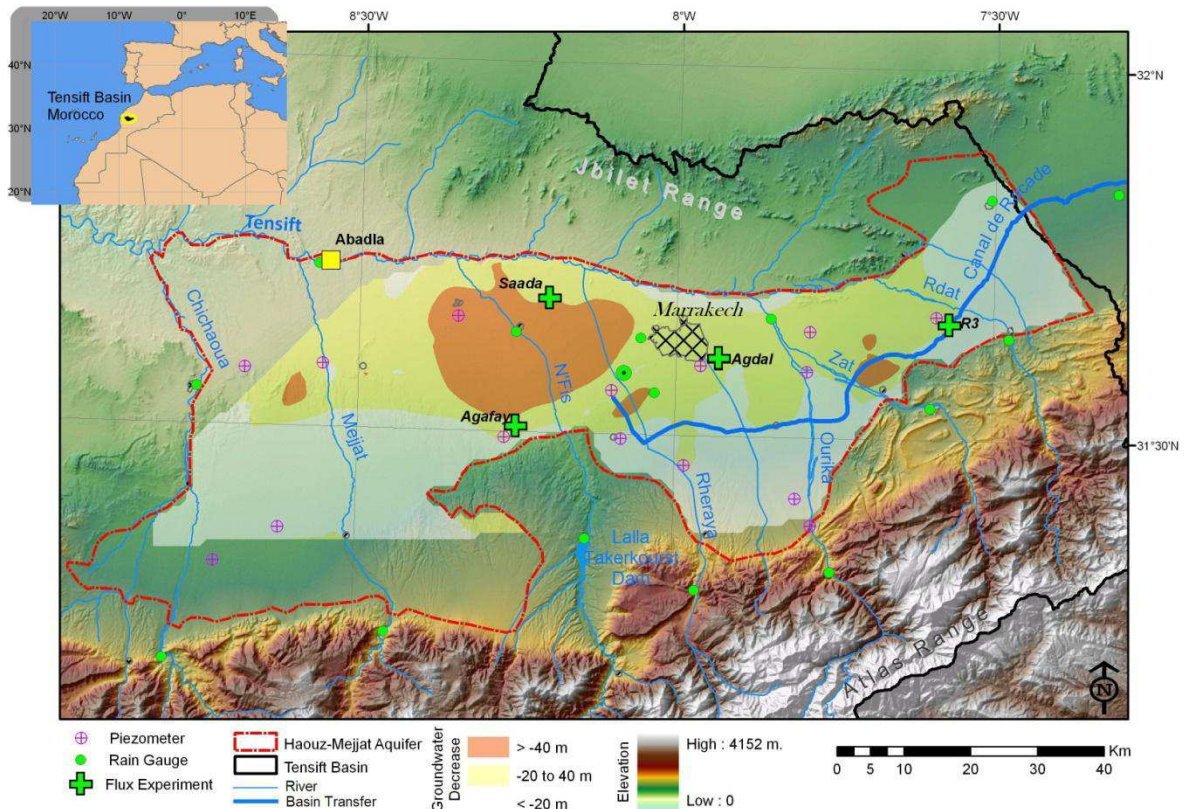 20°W 10°W 0° 10°E
8°30'W 8°W 7°30'W
40°N
30°N
20°N
Tensift Basin
Morocco
32°N
31°30'N
Jbilet Range
Tensift
Abadla
Canal de Rocade
Saada
Marrakech
Rdat
R3
Chichaoua
Agdal
Zat
N'Fis
Agafay
Mejjat
Ourika
Rheraya
Lalla
Takerkoust
Dam
Atlas Range
N
Piezometer
Rain Gauge
Flux Experiment
Haouz-Mejjat Aquifer
Tensift Basin
River
Basin Transfer
Groundwater
Decrease
> -40 m
-20 to 40 m
< -20 m
Elevation
High : 4152 m.
Low : 0
Km
0 5 10 20 30 40